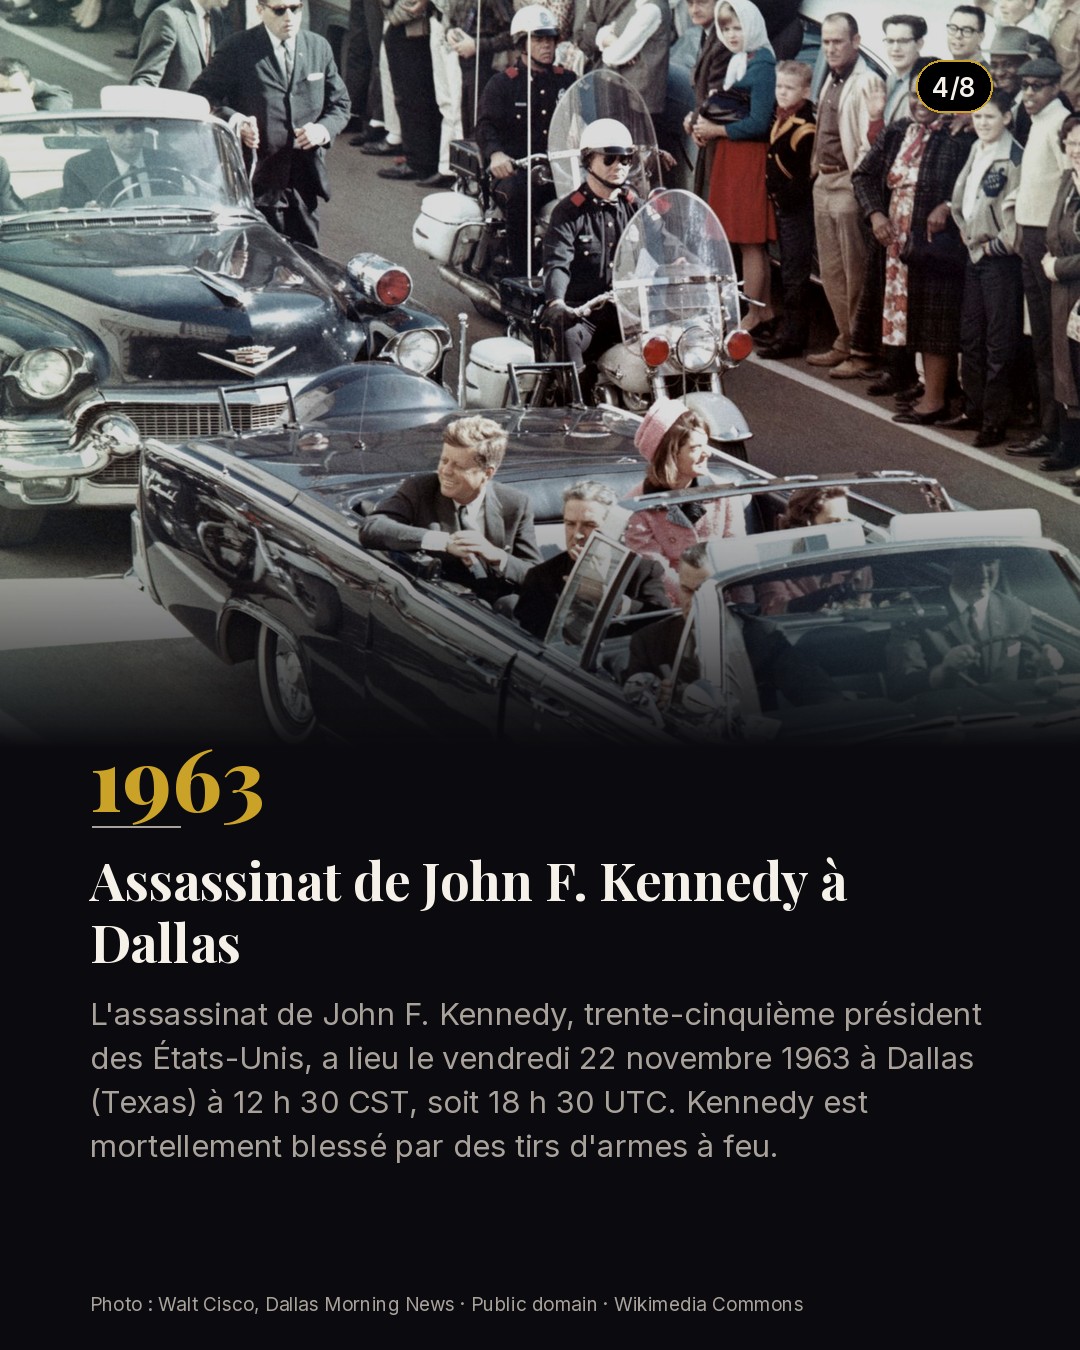 4/8
1963
Assassinat de John F. Kennedy à
Dallas
L'assassinat de John F. Kennedy, trente-cinquième président
des États-Unis, a lieu le vendredi 22 novembre 1963 à Dallas
(Texas) à 12 h 30 CST, soit 18 h 30 UTC. Kennedy est
mortellement blessé par des tirs d'armes à feu.
Photo : Walt Cisco, Dallas Morning News · Public domain · Wikimedia Commons